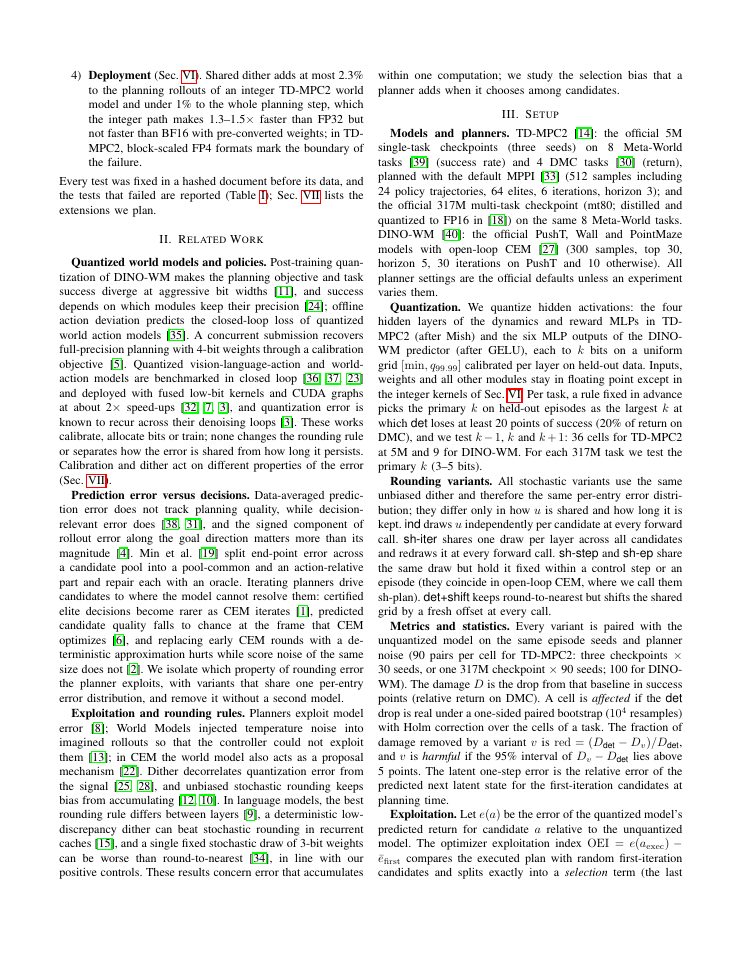 4) Deployment (Sec. VI). Shared dither adds at most 2.3%
to the planning rollouts of an integer TD-MPC2 world
model and under 1% to the whole planning step, which
the integer path makes 1.3–1.5× faster than FP32 but
not faster than BF16 with pre-converted weights; in TD-
MPC2, block-scaled FP4 formats mark the boundary of
the failure.
Every test was fixed in a hashed document before its data, and
the tests that failed are reported (Table I); Sec. VII lists the
extensions we plan.
II. RELATED WORK
Quantized world models and policies. Post-training quan-
tization of DINO-WM makes the planning objective and task
success diverge at aggressive bit widths [11], and success
depends on which modules keep their precision [24]; offline
action deviation predicts the closed-loop loss of quantized
world action models [35]. A concurrent submission recovers
full-precision planning with 4-bit weights through a calibration
objective [5]. Quantized vision-language-action and world-
action models are benchmarked in closed loop [36, 37, 23]
and deployed with fused low-bit kernels and CUDA graphs
at about 2× speed-ups [32, 7, 3], and quantization error is
known to recur across their denoising loops [3]. These works
calibrate, allocate bits or train; none changes the rounding rule
or separates how the error is shared from how long it persists.
Calibration and dither act on different properties of the error
(Sec. VII).
Prediction error versus decisions. Data-averaged predic-
tion error does not track planning quality, while decision-
relevant error does [38, 31], and the signed component of
rollout error along the goal direction matters more than its
magnitude [4]. Min et al. [19] split end-point error across
a candidate pool into a pool-common and an action-relative
part and repair each with an oracle. Iterating planners drive
candidates to where the model cannot resolve them: certified
elite decisions become rarer as CEM iterates [1], predicted
candidate quality falls to chance at the frame that CEM
optimizes [6], and replacing early CEM rounds with a de-
terministic approximation hurts while score noise of the same
size does not [2]. We isolate which property of rounding error
the planner exploits, with variants that share one per-entry
error distribution, and remove it without a second model.
Exploitation and rounding rules. Planners exploit model
error [8]; World Models injected temperature noise into
imagined rollouts so that the controller could not exploit
them [13]; in CEM the world model also acts as a proposal
mechanism [22]. Dither decorrelates quantization error from
the signal [25, 28], and unbiased stochastic rounding keeps
bias from accumulating [12, 10]. In language models, the best
rounding rule differs between layers [9], a deterministic low-
discrepancy dither can beat stochastic rounding in recurrent
caches [15], and a single fixed stochastic draw of 3-bit weights
can be worse than round-to-nearest [34], in line with our
positive controls. These results concern error that accumulates
within one computation; we study the selection bias that a
planner adds when it chooses among candidates.
III. SETUP
Models and planners. TD-MPC2 [14]: the official 5M
single-task checkpoints (three seeds) on 8 Meta-World
tasks [39] (success rate) and 4 DMC tasks [30] (return),
planned with the default MPPI [33] (512 samples including
24 policy trajectories, 64 elites, 6 iterations, horizon 3); and
the official 317M multi-task checkpoint (mt80; distilled and
quantized to FP16 in [18]) on the same 8 Meta-World tasks.
DINO-WM [40]: the official PushT, Wall and PointMaze
models with open-loop CEM [27] (300 samples, top 30,
horizon 5, 30 iterations on PushT and 10 otherwise). All
planner settings are the official defaults unless an experiment
varies them.
Quantization. We quantize hidden activations: the four
hidden layers of the dynamics and reward MLPs in TD-
MPC2 (after Mish) and the six MLP outputs of the DINO-
WM predictor (after GELU), each to k bits on a uniform
grid [min, q99.99] calibrated per layer on held-out data. Inputs,
weights and all other modules stay in floating point except in
the integer kernels of Sec. VI. Per task, a rule fixed in advance
picks the primary k on held-out episodes as the largest k at
which det loses at least 20 points of success (20% of return on
DMC), and we test k−1, k and k+1: 36 cells for TD-MPC2
at 5M and 9 for DINO-WM. For each 317M task we test the
primary k (3–5 bits).
Rounding variants. All stochastic variants use the same
unbiased dither and therefore the same per-entry error distri-
bution; they differ only in how u is shared and how long it is
kept. ind draws u independently per candidate at every forward
call. sh-iter shares one draw per layer across all candidates
and redraws it at every forward call. sh-step and sh-ep share
the same draw but hold it fixed within a control step or an
episode (they coincide in open-loop CEM, where we call them
sh-plan). det+shift keeps round-to-nearest but shifts the shared
grid by a fresh offset at every call.
Metrics and statistics. Every variant is paired with the
unquantized model on the same episode seeds and planner
noise (90 pairs per cell for TD-MPC2: three checkpoints ×
30 seeds, or one 317M checkpoint × 90 seeds; 100 for DINO-
WM). The damage D is the drop from that baseline in success
points (relative return on DMC). A cell is affected if the det
drop is real under a one-sided paired bootstrap (10⁴ resamples)
with Holm correction over the cells of a task. The fraction of
damage removed by a variant v is red = (Ddet − Dv)/Ddet,
and v is harmful if the 95% interval of Dv − Ddet lies above
5 points. The latent one-step error is the relative error of the
predicted next latent state for the first-iteration candidates at
planning time.
Exploitation. Let e(a) be the error of the quantized model's
predicted return for candidate a relative to the unquantized
model. The optimizer exploitation index OEI = e(aexec) −
ēfirst compares the executed plan with random first-iteration
candidates and splits exactly into a selection term (the last